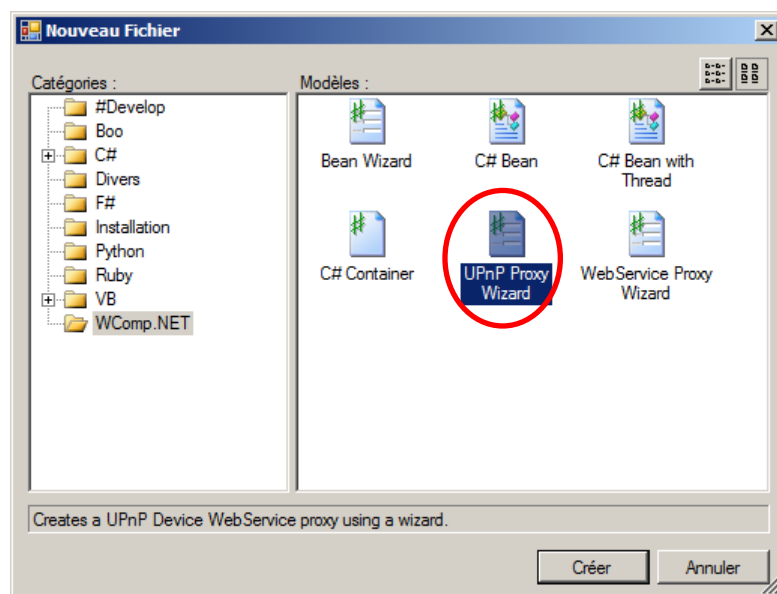 Nouveau Fichier
Catégories :
Modèles :
#Develop
Boo
C#
Divers
F#
Installation
Python
Ruby
VB
WComp.NET
Bean Wizard
C# Bean
C# Bean with
Thread
C# Container
UPnP Proxy
Wizard
WebService Proxy
Wizard
Creates a UPnP Device WebService proxy using a wizard.
Créer
Annuler